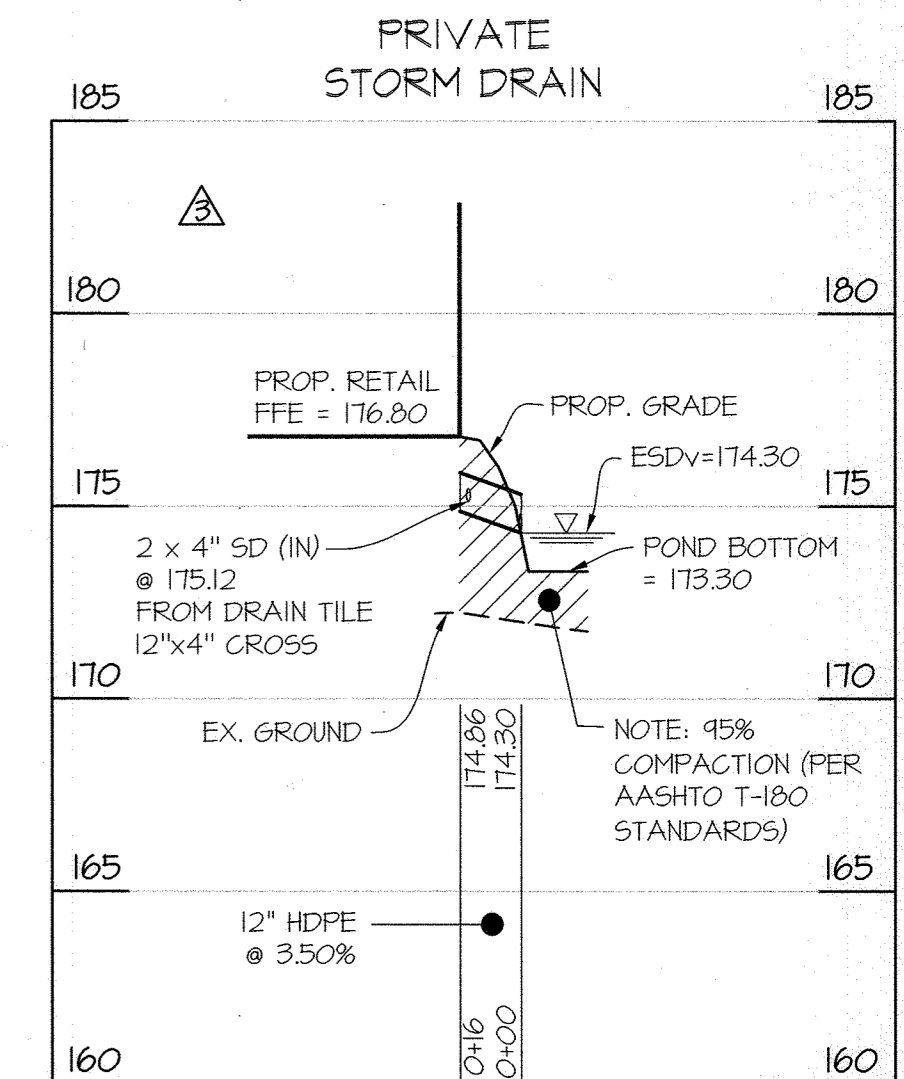 PRIVATE
STORM DRAIN
185
185
3
180
180
PROP. RETAIL
FFE = 176.80
PROP. GRADE
ESDv=174.30
175
175
2 x 4" SD (IN)
@ 175.12
FROM DRAIN TILE
12"x4" CROSS
POND BOTTOM
= 173.30
170
170
EX. GROUND
174.86
174.30
NOTE: 95%
COMPACTION (PER
AASHTO T-180
STANDARDS)
165
165
12" HDPE
@ 3.50%
0+16
0+00
160
160